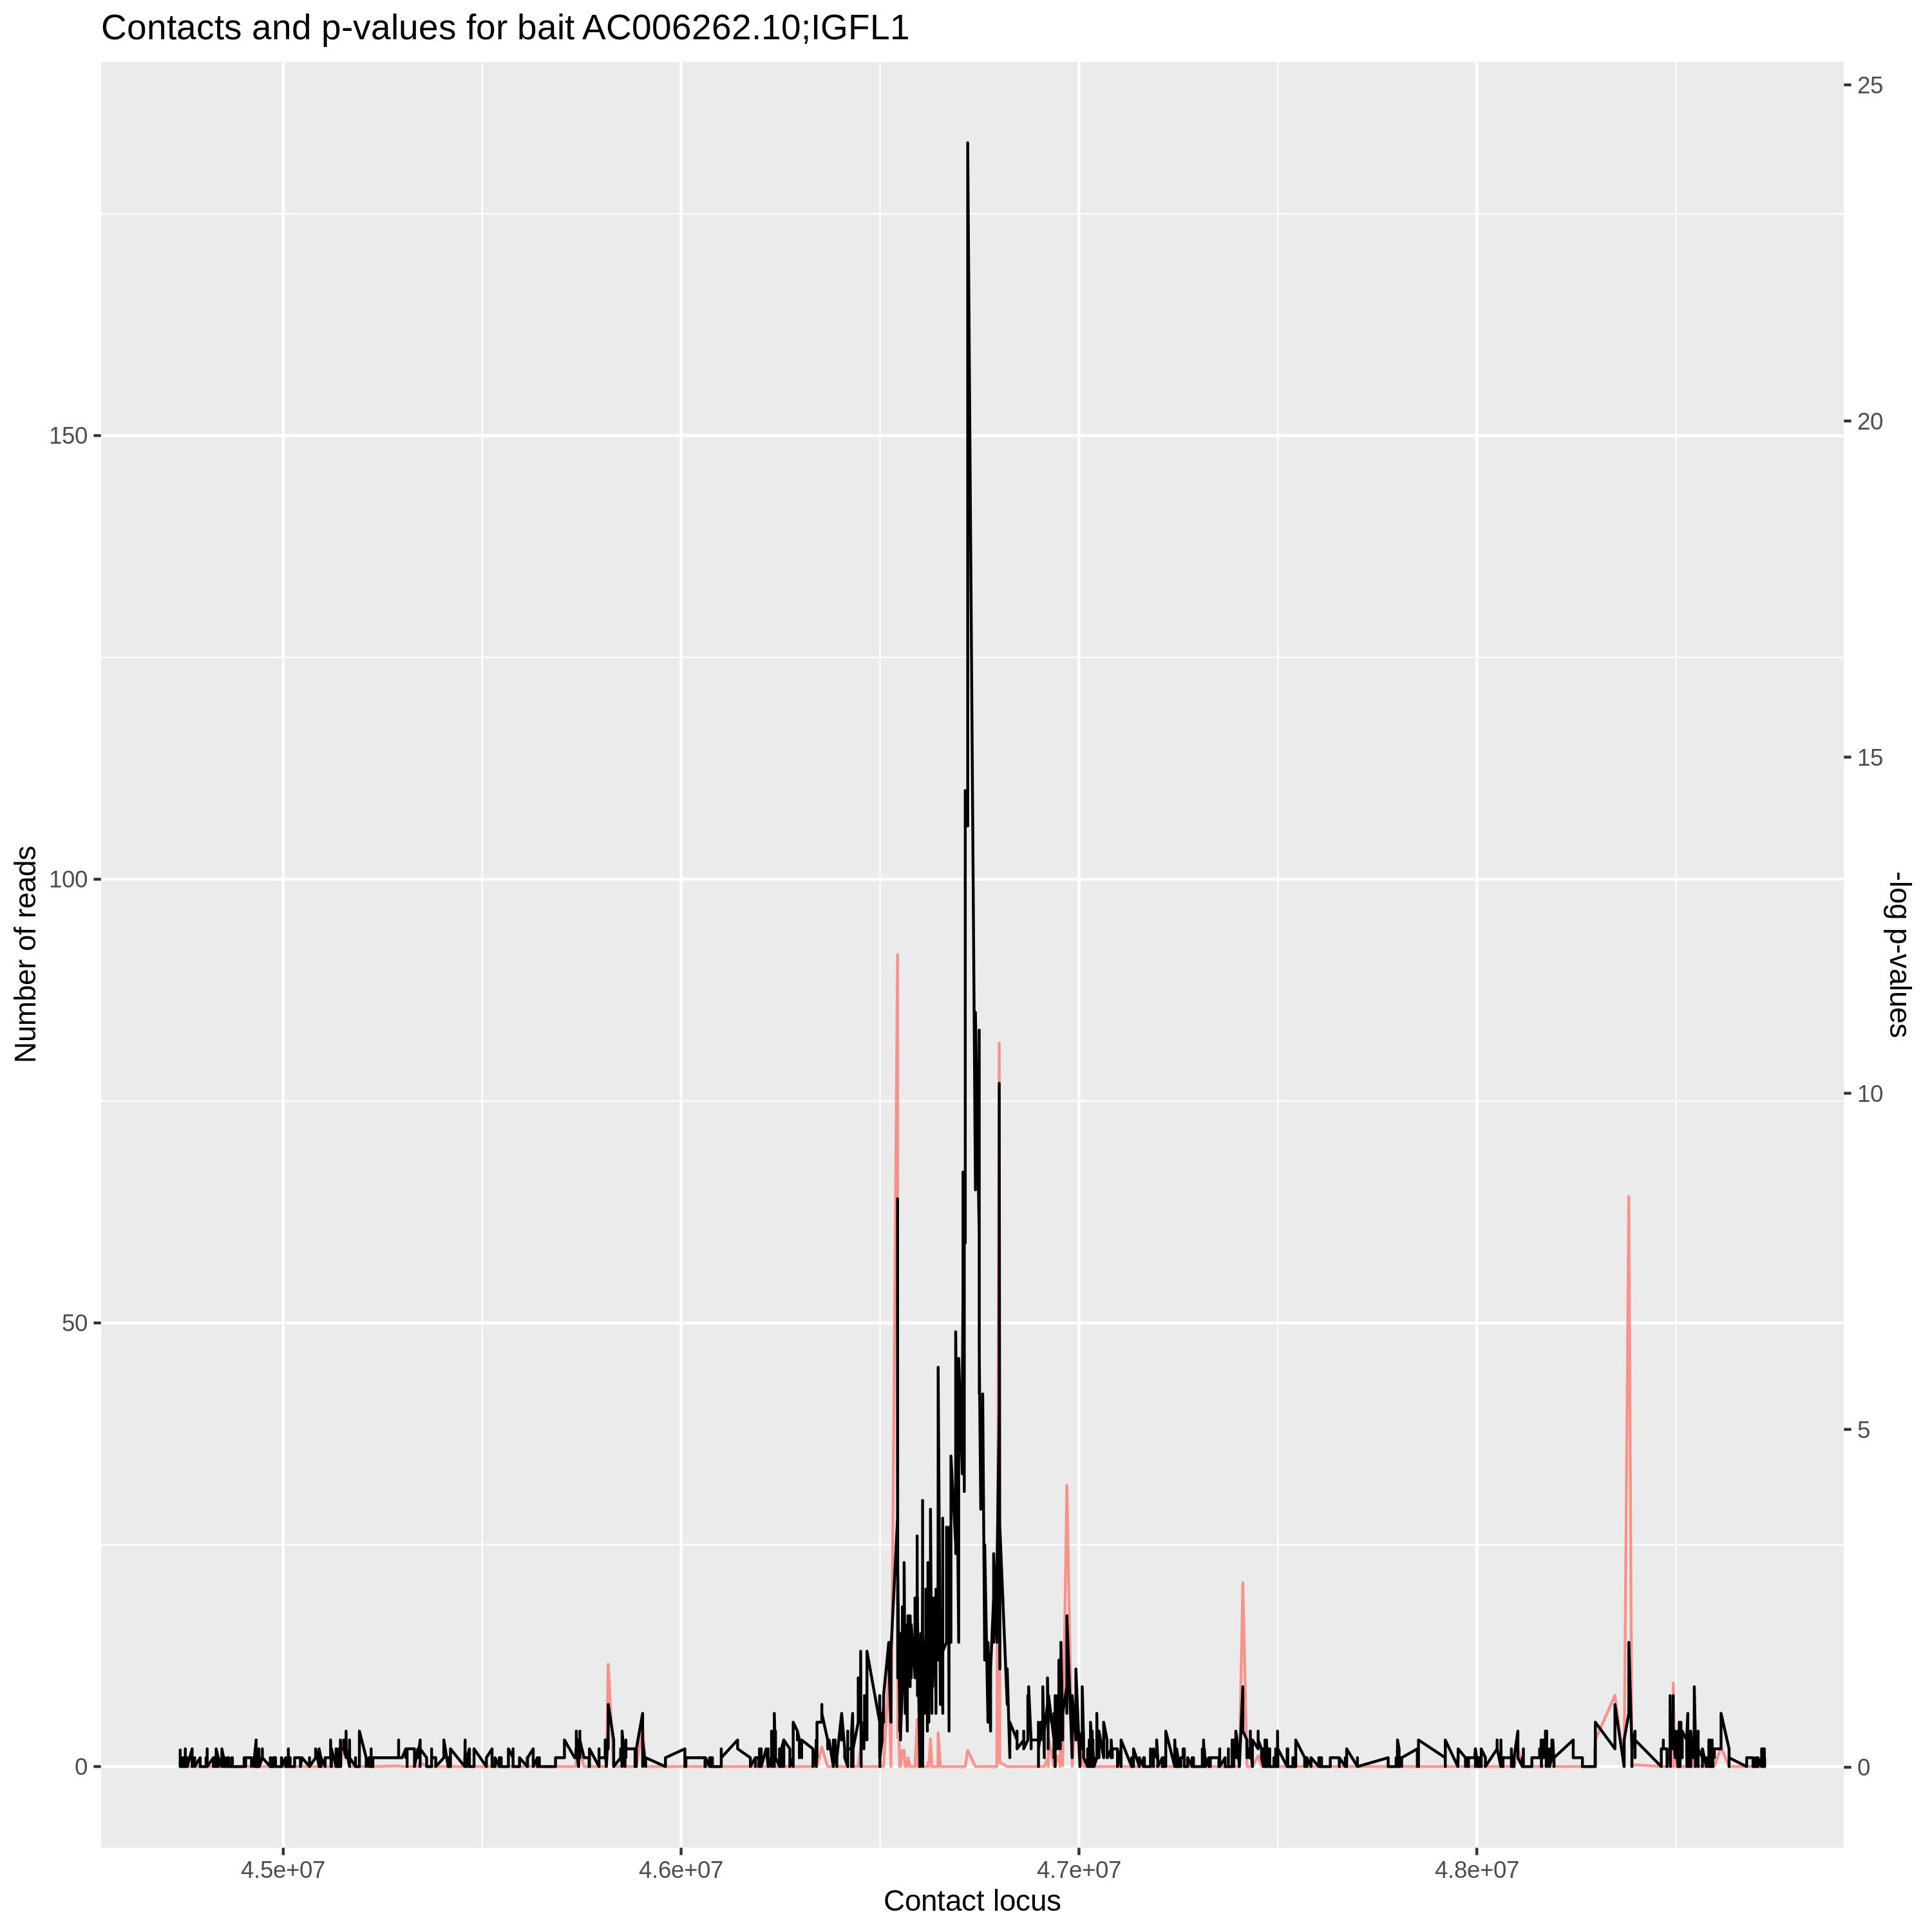 Contacts and p-values for bait AC006262.10;IGFL1
Number of reads
150
100
50
0
25
20
15
10
5
0
-log p-values
4.5e+07
4.6e+07
4.7e+07
4.8e+07
Contact locus